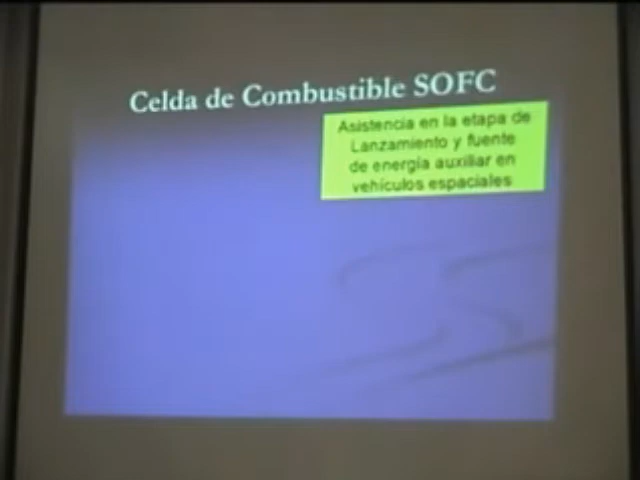 Celda de Combustible SOFC
Asistencia en la etapa de
Lanzamiento y fuente
de energía auxiliar en
vehículos espaciales